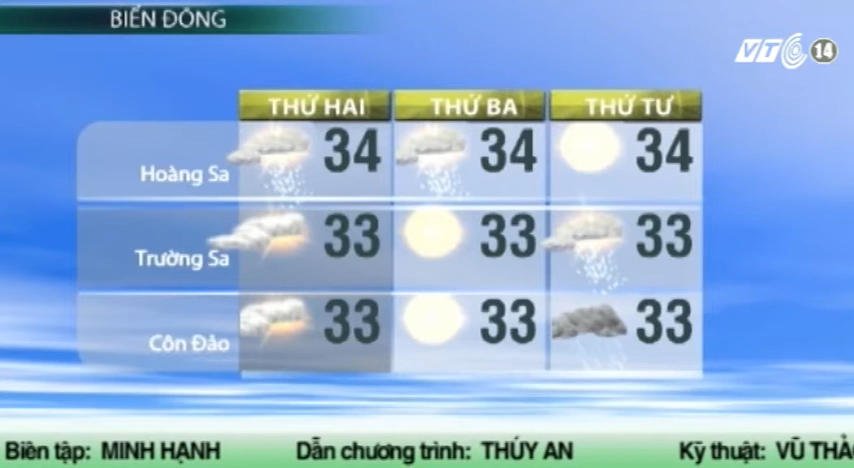 BIỂN ĐÔNG
VTC 14
THỨ HAI THỨ BA THỨ TƯ
Hoàng Sa 34 34 34
Trường Sa 33 33 33
Côn Đảo 33 33 33
Biên tập: MINH HẠNH Dẫn chương trình: THÚY AN Kỹ thuật: VŨ